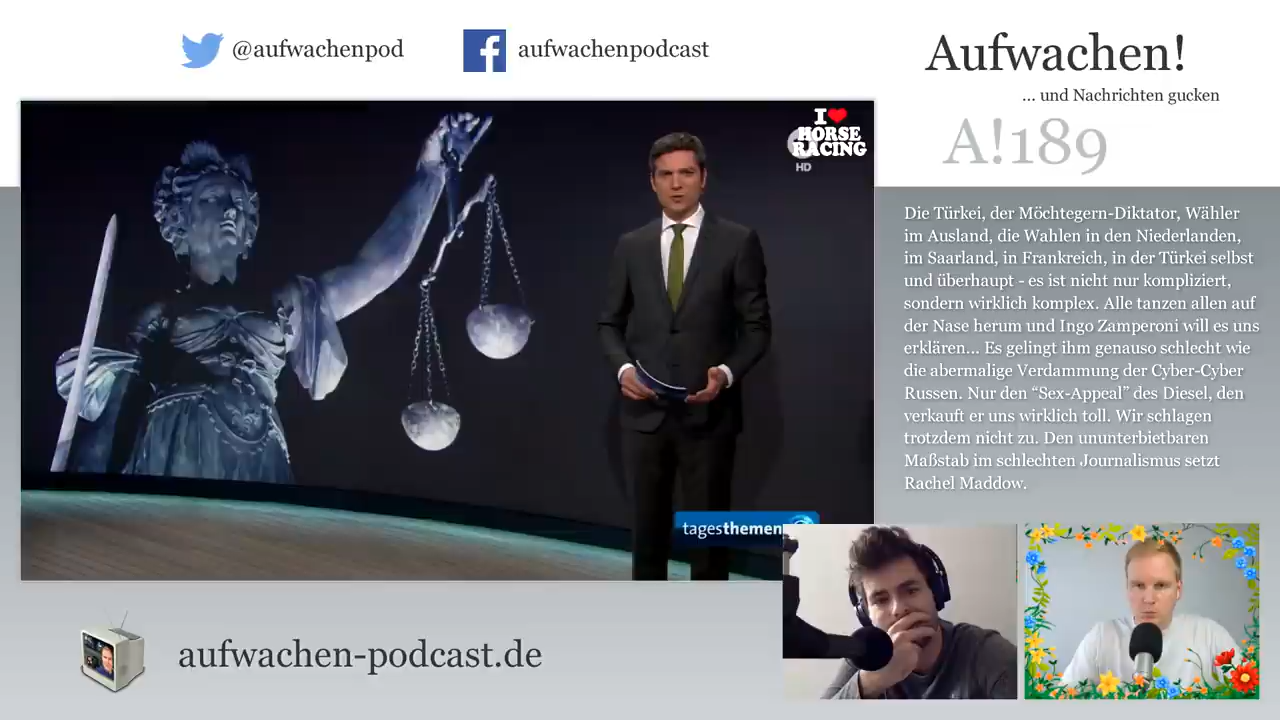 @aufwachenpod
aufwachenpodcast
Aufwachen!
... und Nachrichten gucken
A!189
I
HORSE
RACING
HD
Die Türkei, der Möchtegern-Diktator, Wähler
im Ausland, die Wahlen in den Niederlanden,
im Saarland, in Frankreich, in der Türkei selbst
und überhaupt - es ist nicht nur kompliziert,
sondern wirklich komplex. Alle tanzen allen auf
der Nase herum und Ingo Zamperoni will es uns
erklären... Es gelingt ihm genauso schlecht wie
die abermalige Verdammung der Cyber-Cyber
Russen. Nur den “Sex-Appeal” des Diesel, den
verkauft er uns wirklich toll. Wir schlagen
trotzdem nicht zu. Den ununterbietbaren
Maßstab im schlechten Journalismus setzt
Rachel Maddow.
tagesthemen
aufwachen-podcast.de